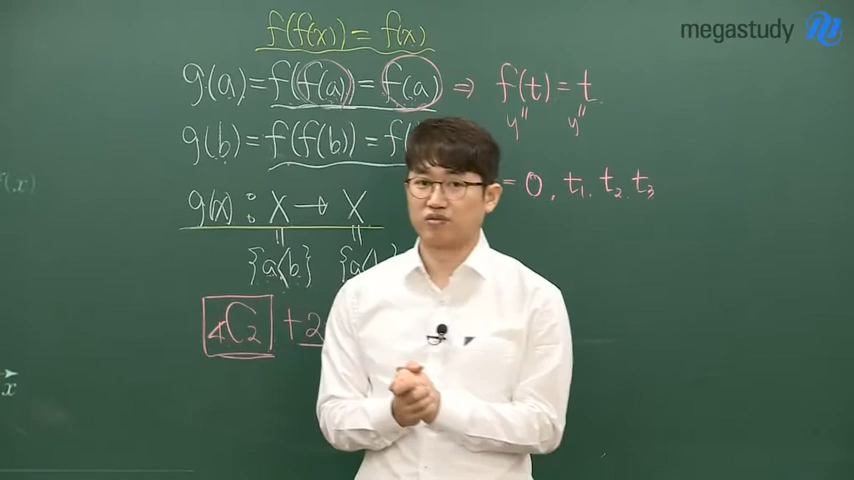 megastudy
f(f(x)) = f(x)
g(a) = f(f(a)) = f(a) ⇒ f(t) = t
y" y"
g(b) = f(f(b)) = f
= 0, t₁, t₂, t₃
g(x) : X → X
" "
{a<b} {a<
₄C₂ + 2
x